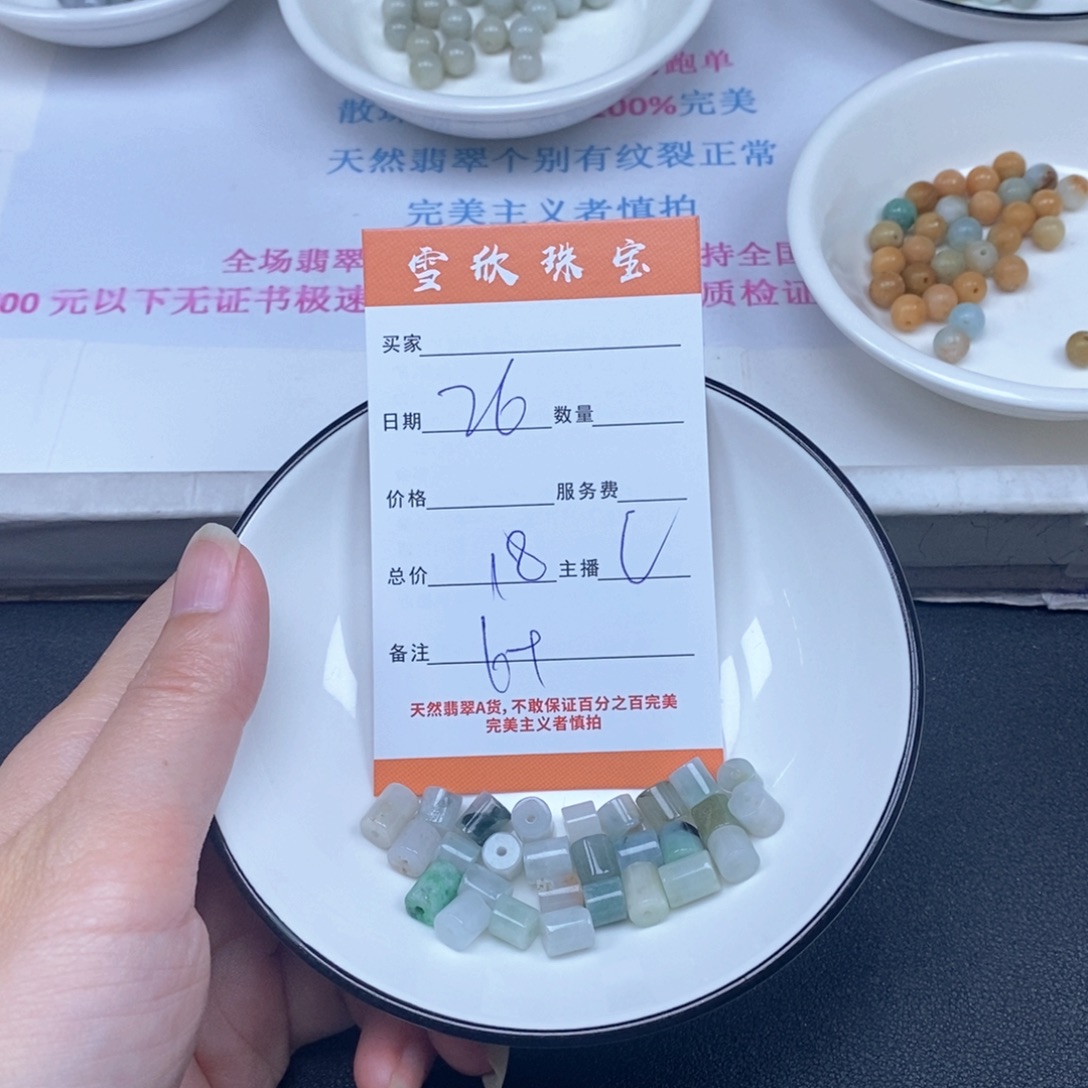 跑单
散 100%完美
天然翡翠个别有纹裂正常
完美主义者慎拍
全场翡翠 持全国
00 元以下无证书极速 质检证
雪欣珠宝
买家
日期 26 数量
价格 服务费
总价 18 主播
备注
天然翡翠A货,不敢保证百分之百完美
完美主义者慎拍